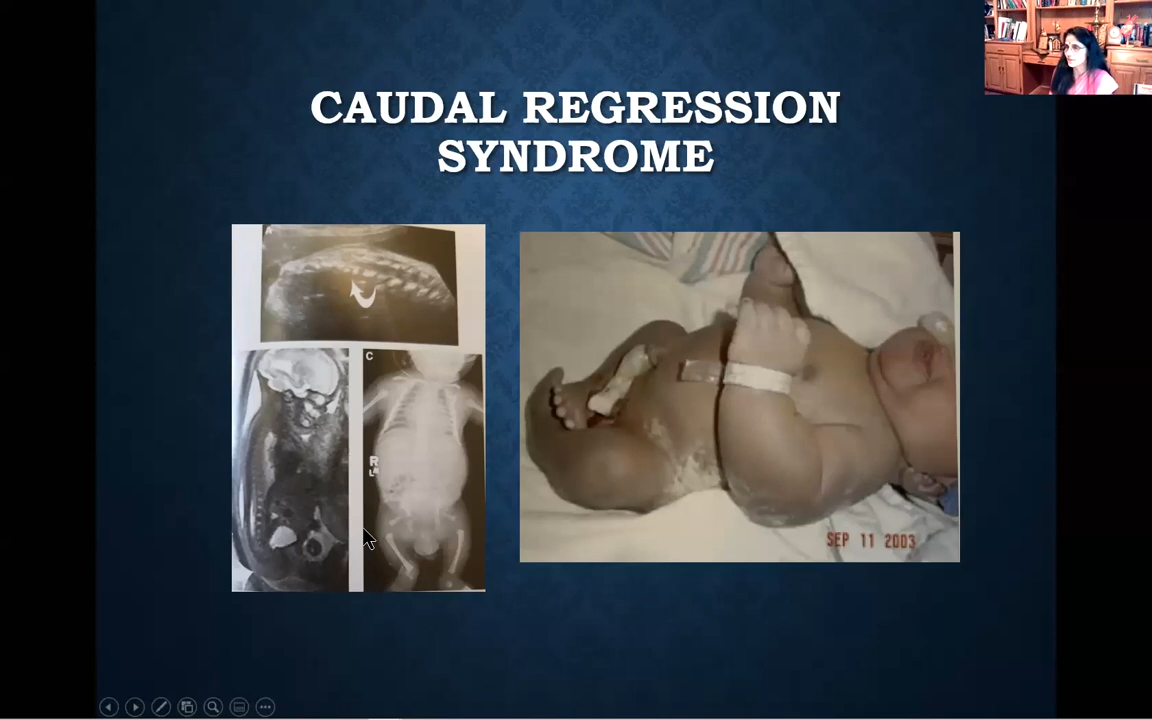 CAUDAL REGRESSION
SYNDROME
C
R
SEP 11 2003